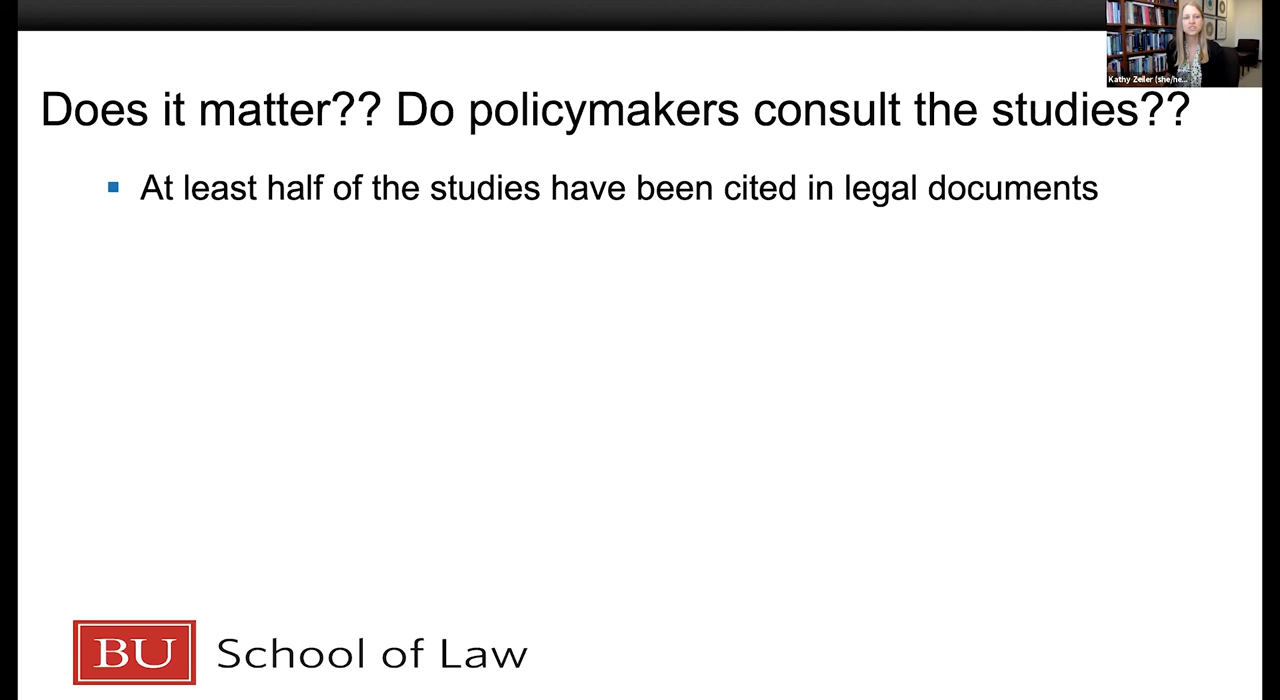 Kathy Zeiler (she/he...
Does it matter?? Do policymakers consult the studies??
At least half of the studies have been cited in legal documents
BU School of Law